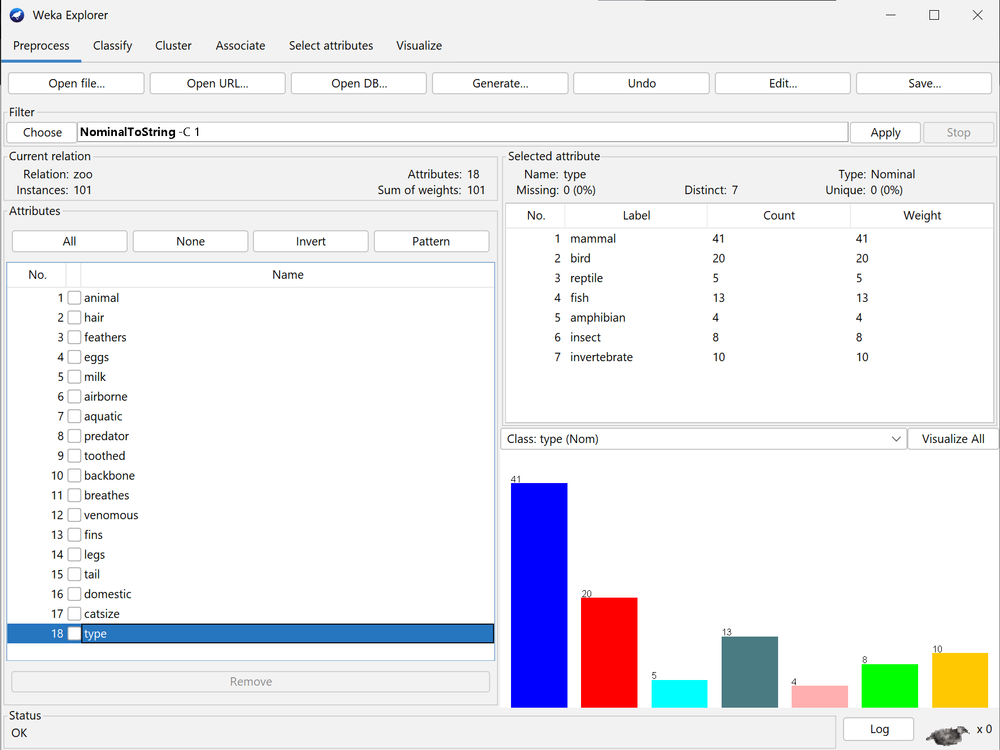 Weka Explorer
Preprocess Classify Cluster Associate Select attributes Visualize
Open file... Open URL... Open DB... Generate... Undo Edit... Save...
Filter
Choose NominalToString -C 1 Apply Stop
Current relation
Relation: zoo Attributes: 18
Instances: 101 Sum of weights: 101
Attributes
All None Invert Pattern
No. Name
1 animal
2 hair
3 feathers
4 eggs
5 milk
6 airborne
7 aquatic
8 predator
9 toothed
10 backbone
11 breathes
12 venomous
13 fins
14 legs
15 tail
16 domestic
17 catsize
18 type
Remove
Selected attribute
Name: type Type: Nominal
Missing: 0 (0%) Distinct: 7 Unique: 0 (0%)
No. Label Count Weight
1 mammal 41 41
2 bird 20 20
3 reptile 5 5
4 fish 13 13
5 amphibian 4 4
6 insect 8 8
7 invertebrate 10 10
Class: type (Nom) Visualize All
41
20
5
13
4
8
10
Status
OK
Log x 0